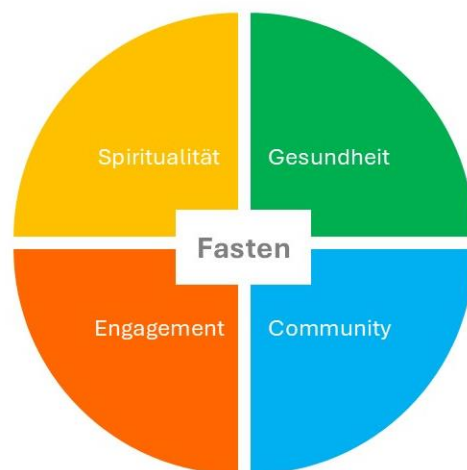 Spiritualität
Gesundheit
Fasten
Engagement
Community